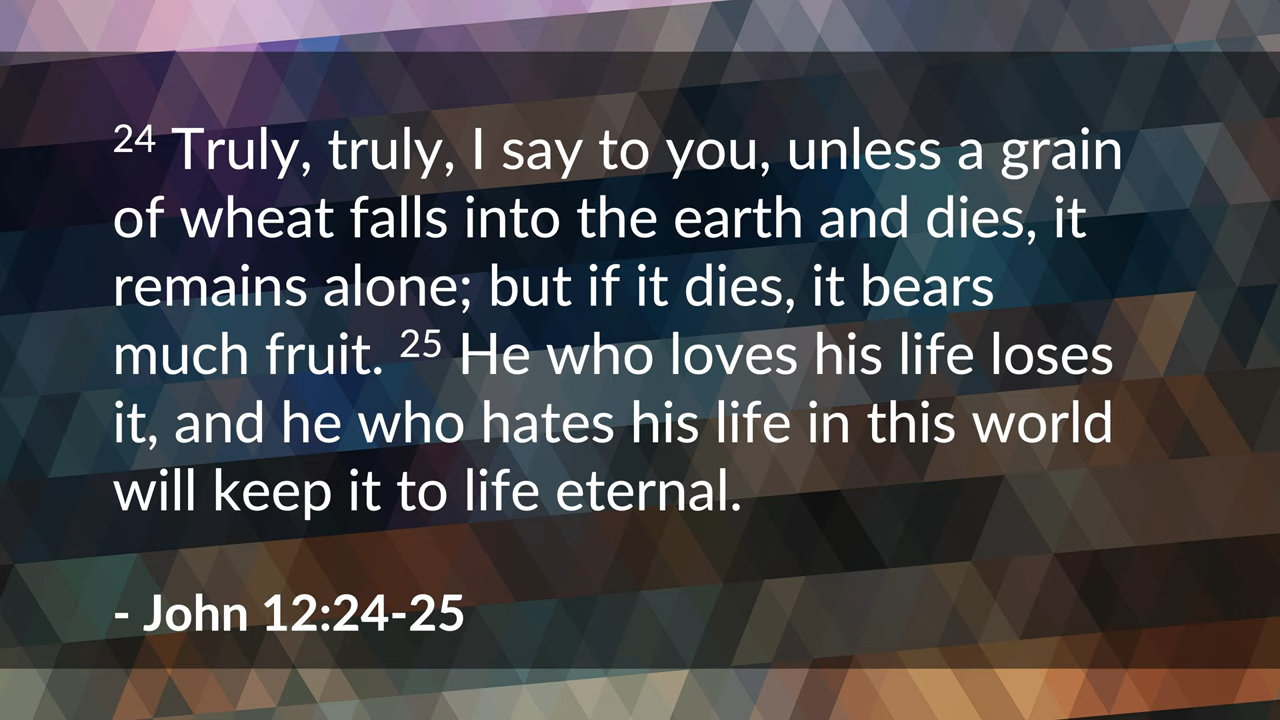 24 Truly, truly, I say to you, unless a grain
of wheat falls into the earth and dies, it
remains alone; but if it dies, it bears
much fruit. 25 He who loves his life loses
it, and he who hates his life in this world
will keep it to life eternal.
- John 12:24-25